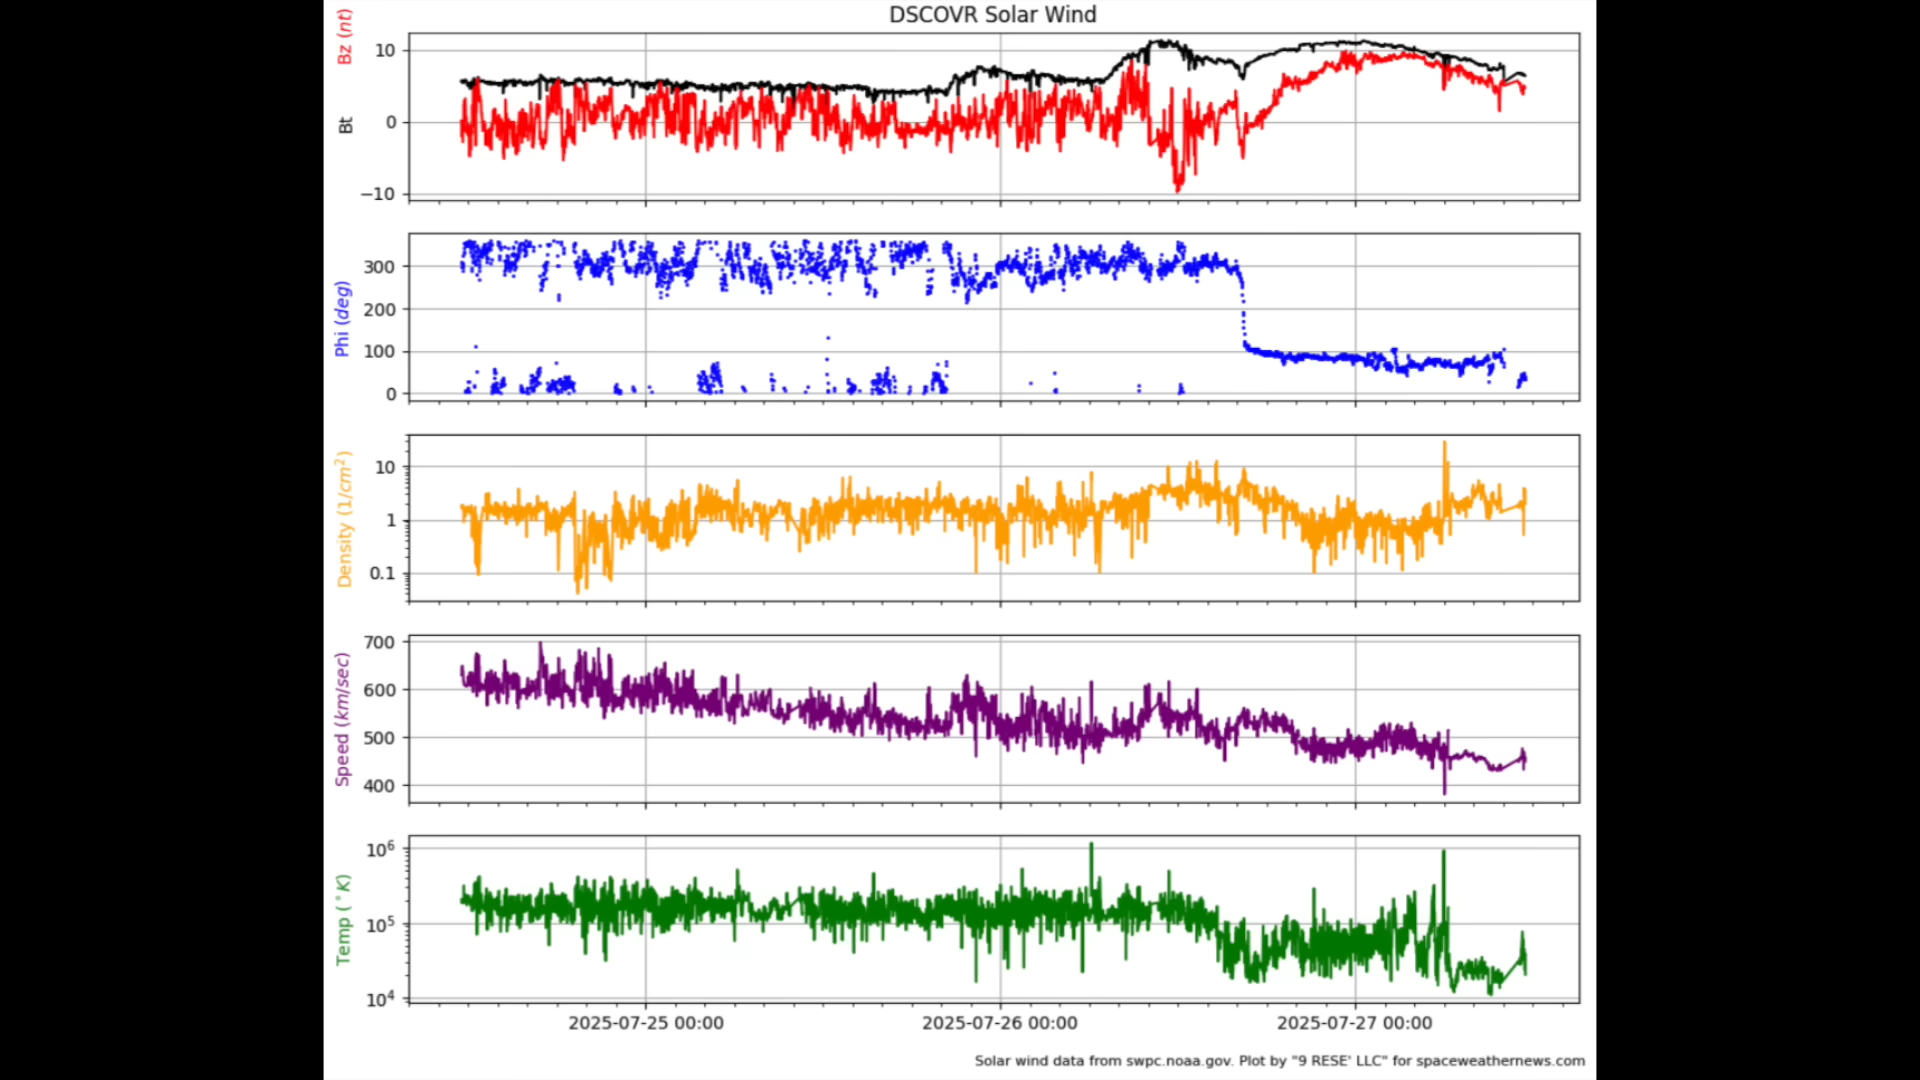 DSCOVR Solar Wind
Bt Bz (nt)
10
0
−10
Phi (deg)
300
200
100
0
Density (1/cm²)
10
1
0.1
Speed (km/sec)
700
600
500
400
Temp (°K)
10⁶
10⁵
10⁴
2025-07-25 00:00 2025-07-26 00:00 2025-07-27 00:00
Solar wind data from swpc.noaa.gov. Plot by "9 RESE' LLC" for spaceweathernews.com